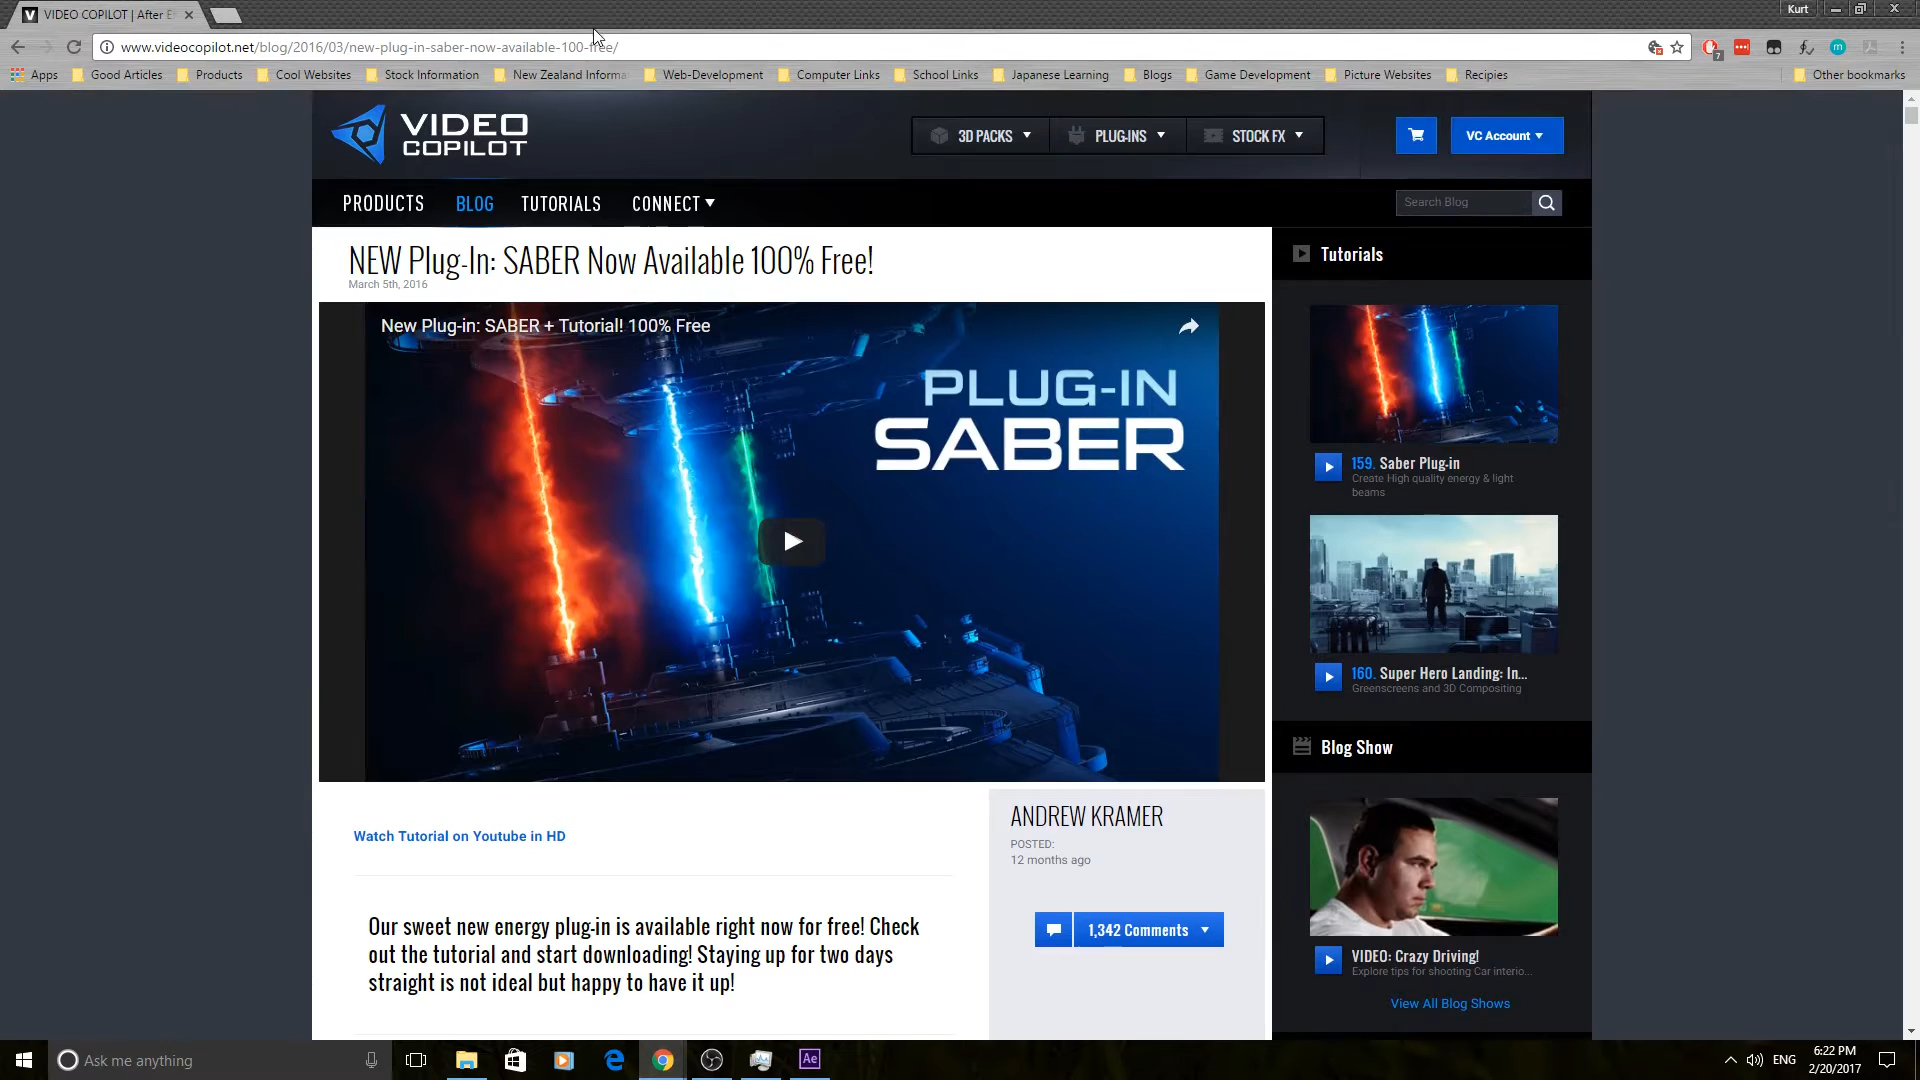 VIDEO COPILOT | After E
Kurt
www.videocopilot.net/blog/2016/03/new-plug-in-saber-now-available-100-free/
7
Apps
Good Articles
Products
Cool Websites
Stock Information
New Zealand Informa
Web-Development
Computer Links
School Links
Japanese Learning
Blogs
Game Development
Picture Websites
Recipies
Other bookmarks
VIDEO
COPILOT
3D PACKS
PLUG-INS
STOCK FX
VC Account
PRODUCTS
BLOG
TUTORIALS
CONNECT
Search Blog
NEW Plug-In: SABER Now Available 100% Free!
March 5th, 2016
New Plug-in: SABER + Tutorial! 100% Free
PLUG-IN
SABER
Watch Tutorial on Youtube in HD
Our sweet new energy plug-in is available right now for free! Check
out the tutorial and start downloading! Staying up for two days
straight is not ideal but happy to have it up!
ANDREW KRAMER
POSTED:
12 months ago
1,342 Comments
Tutorials
159. Saber Plug-in
Create High quality energy & light
beams
160. Super Hero Landing: In...
Greenscreens and 3D Compositing
Blog Show
VIDEO: Crazy Driving!
Explore tips for shooting Car interio...
View All Blog Shows
Ask me anything
Ae
ENG
6:22 PM
2/20/2017